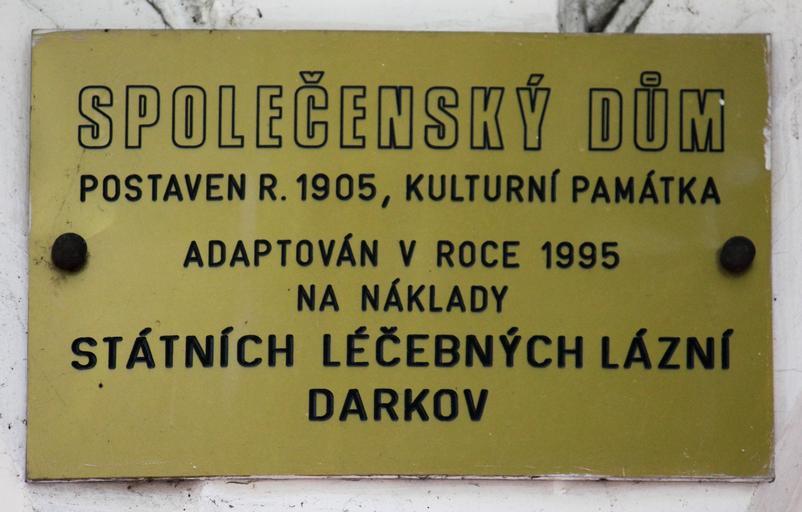 SPOLEČENSKÝ DŮM
POSTAVEN R. 1905, KULTURNÍ PAMÁTKA
ADAPTOVÁN V ROCE 1995
NA NÁKLADY
STÁTNÍCH LÉČEBNÝCH LÁZNÍ
DARKOV